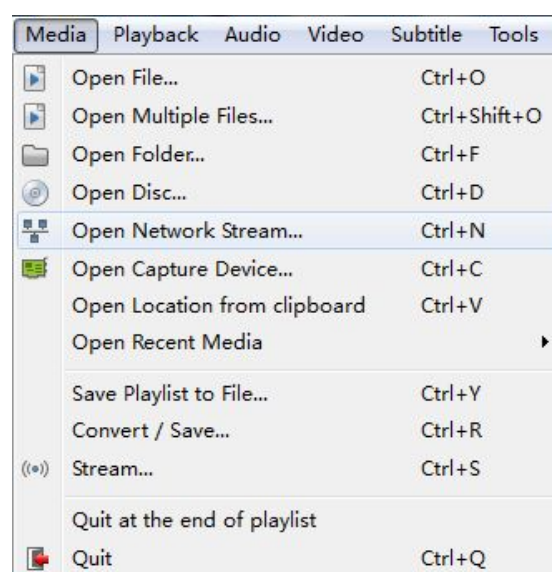 Media Playback Audio Video Subtitle Tools
Open File... Ctrl+O
Open Multiple Files... Ctrl+Shift+O
Open Folder... Ctrl+F
Open Disc... Ctrl+D
Open Network Stream... Ctrl+N
Open Capture Device... Ctrl+C
Open Location from clipboard Ctrl+V
Open Recent Media
Save Playlist to File... Ctrl+Y
Convert / Save... Ctrl+R
Stream... Ctrl+S
Quit at the end of playlist
Quit Ctrl+Q